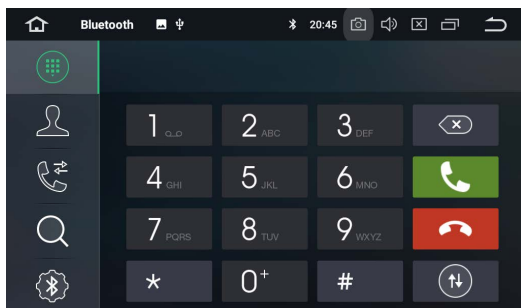 Bluetooth 20:45
1 2 ABC 3 DEF
4 GHI 5 JKL 6 MNO
7 PQRS 8 TUV 9 WXYZ
* 0+ #